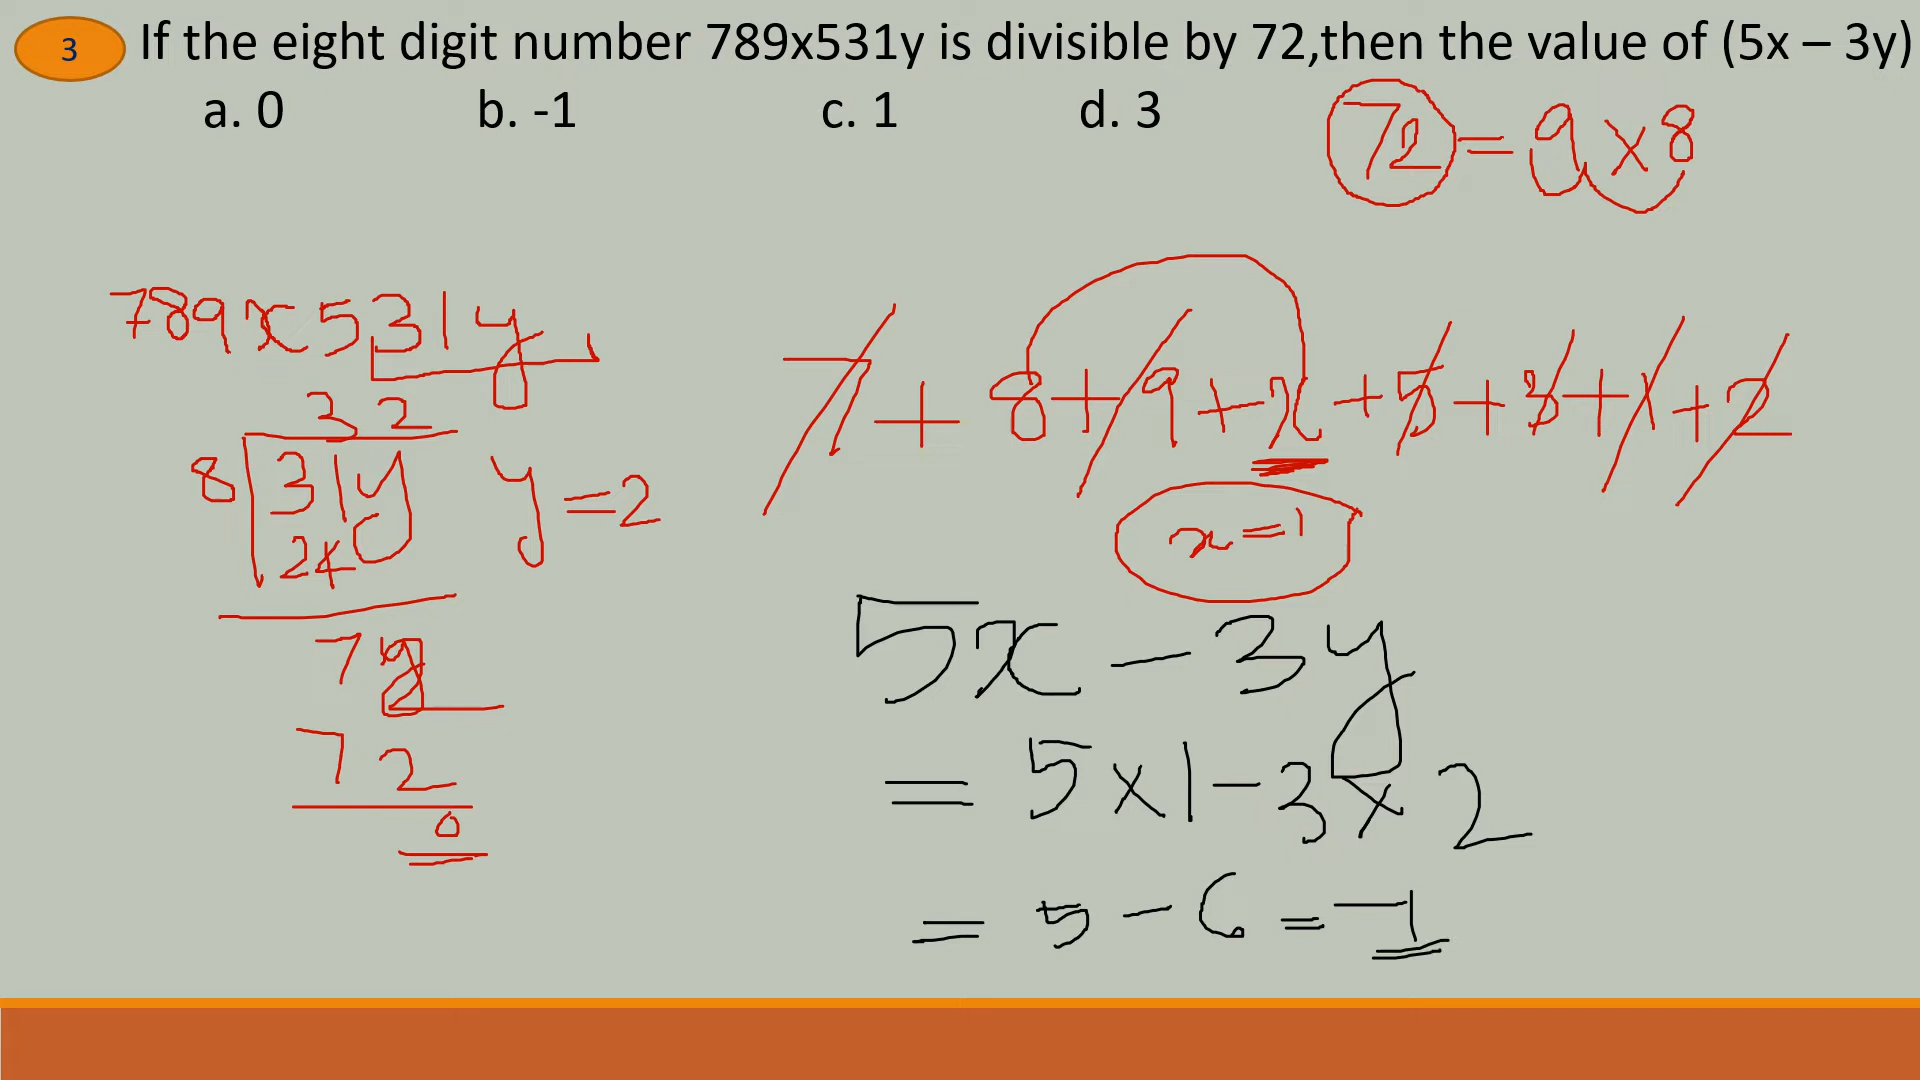 3 If the eight digit number 789x531y is divisible by 72,then the value of (5x – 3y)
a. 0 b. -1 c. 1 d. 3
72 = 9 x 8
789x531y
32
8 31y y = 2
24
72
72
0
7 + 8 + 9 + x + 5 + 3 + 1 + 2
x = 1
5x - 3y
= 5 x 1 - 3 x 2
= 5 - 6 = -1